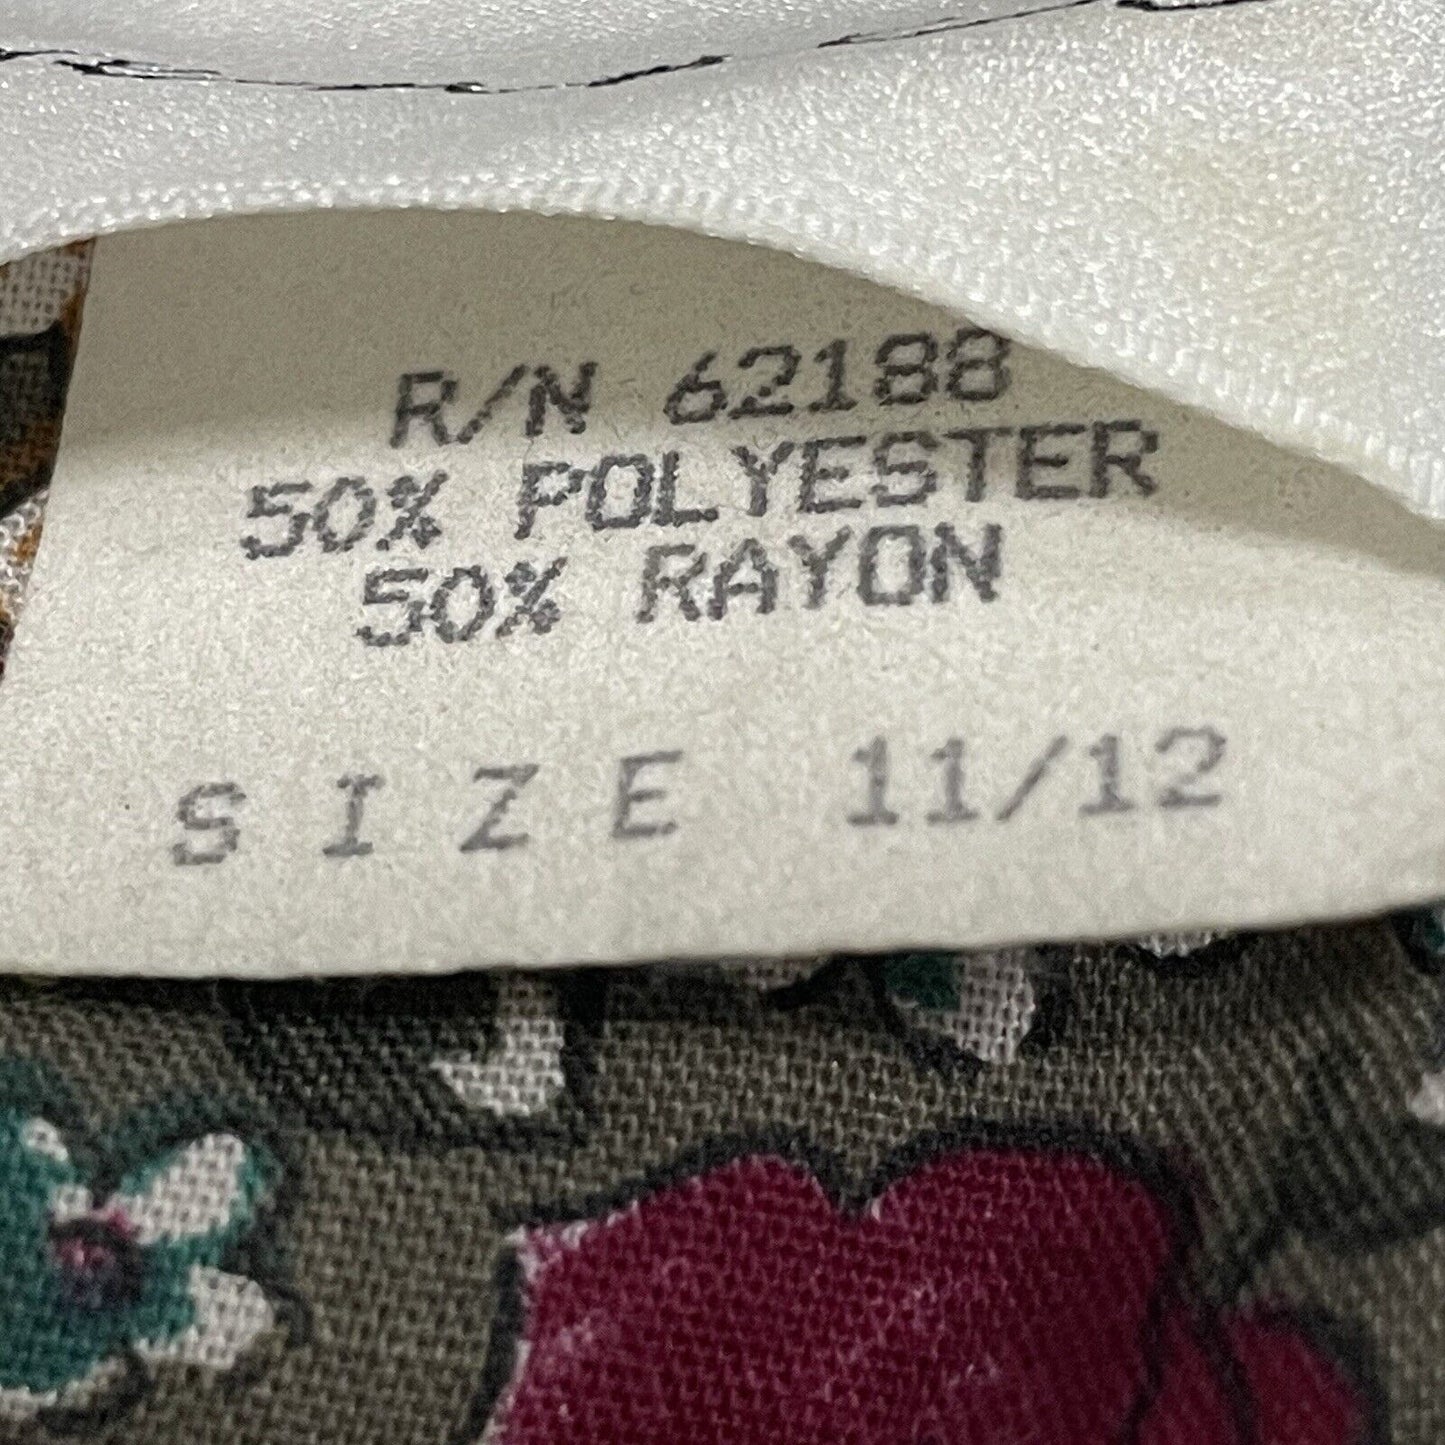 R/N 62188
50% POLYESTER
50% RAYON
SIZE 11/12